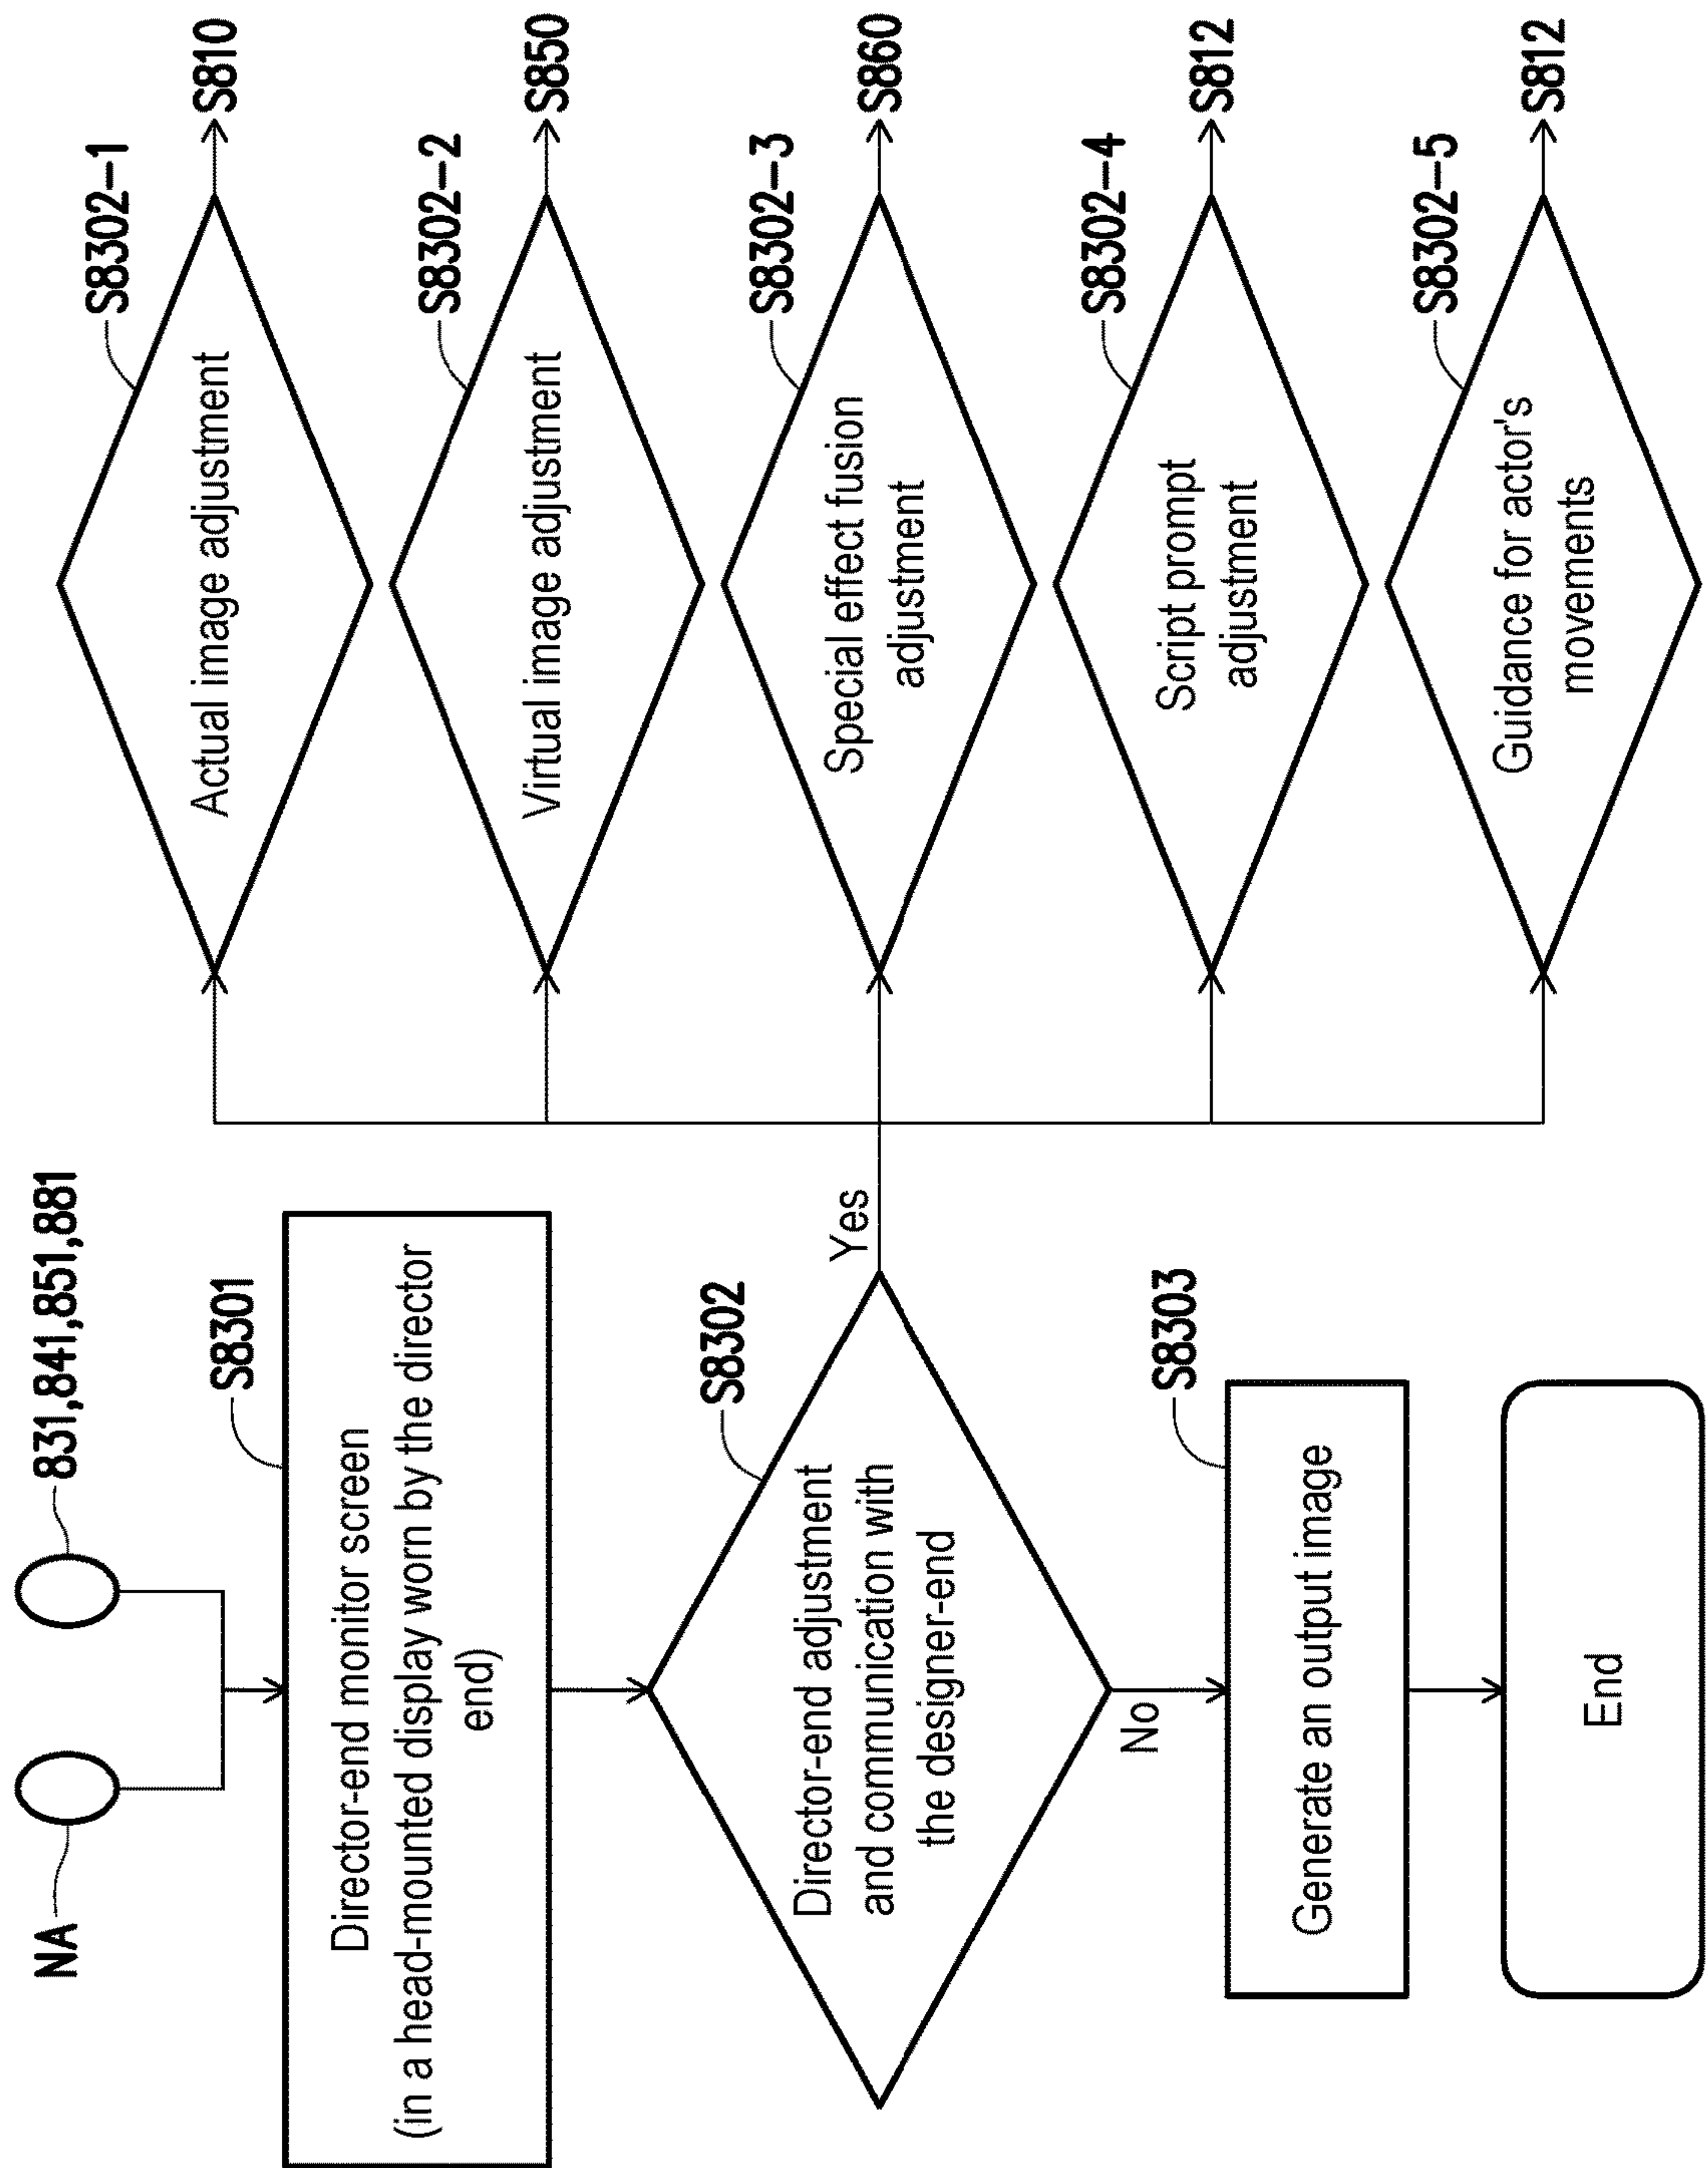 NA
831,841,851,881
S8301
Director-end monitor screen
(in a head-mounted display worn by the director
end)
S8302
Director-end adjustment
and communication with
the designer-end
Yes
No
S8303
Generate an output image
End
S8302-1
Actual image adjustment
S810
S8302-2
Virtual image adjustment
S850
S8302-3
Special effect fusion
adjustment
S860
S8302-4
Script prompt
adjustment
S812
S8302-5
Guidance for actor's
movements
S812